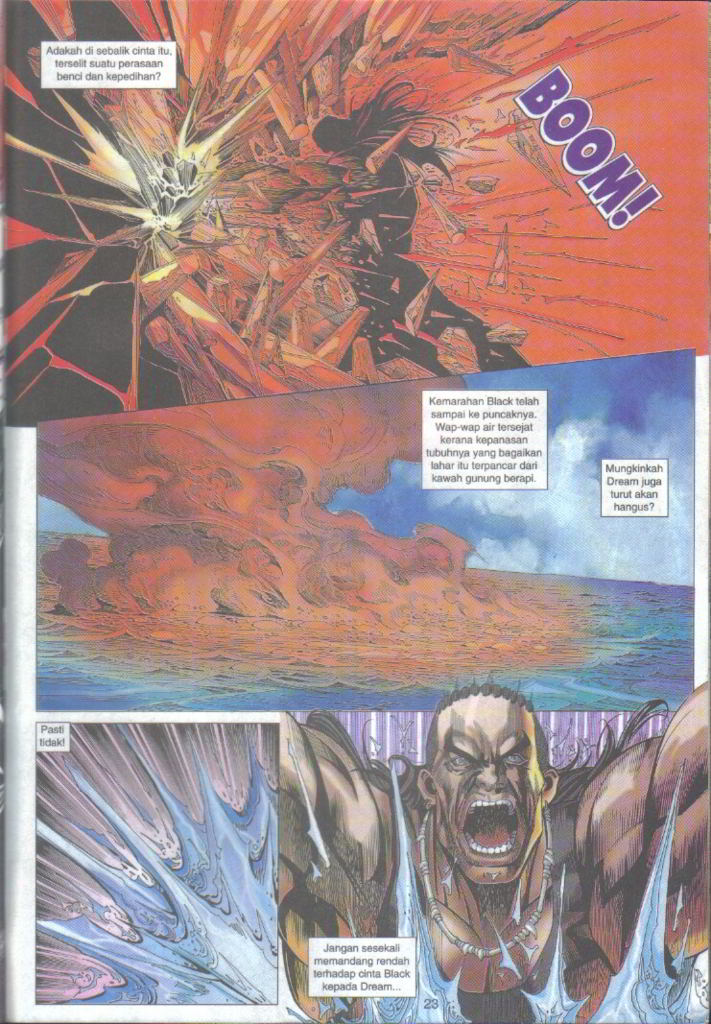 Adakah di sebalik cinta itu,
terselit suatu perasaan
benci dan kepedihan?
BOOM!
Kemarahan Black telah
sampai ke puncaknya.
Wap-wap air tersejat
kerana kepanasan
tubuhnya yang bagaikan
lahar itu terpancar dari
kawah gunung berapi.
Mungkinkah
Dream juga
turut akan
hangus?
Pasti
tidak!
Jangan sesekali
memandang rendah
terhadap cinta Black
kepada Dream...
23